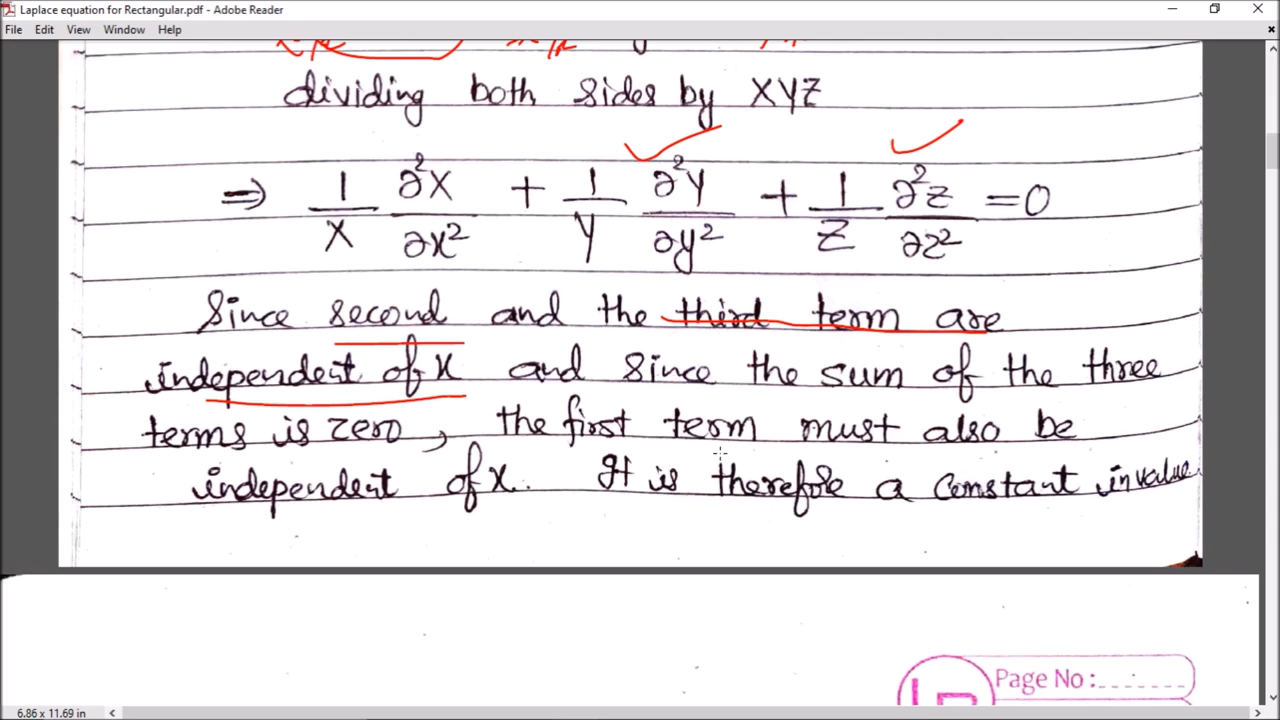 Laplace equation for Rectangular.pdf - Adobe Reader
File Edit View Window Help
dividing both sides by XYZ
⇒ 1/X ∂²X/∂x² + 1/Y ∂²Y/∂y² + 1/Z ∂²Z/∂z² = 0
Since second and the third term are
independent of x and since the sum of the three
terms is zero, the first term must also be
independent of x. It is therefore a constant in value
Page No :
6.86 x 11.69 in